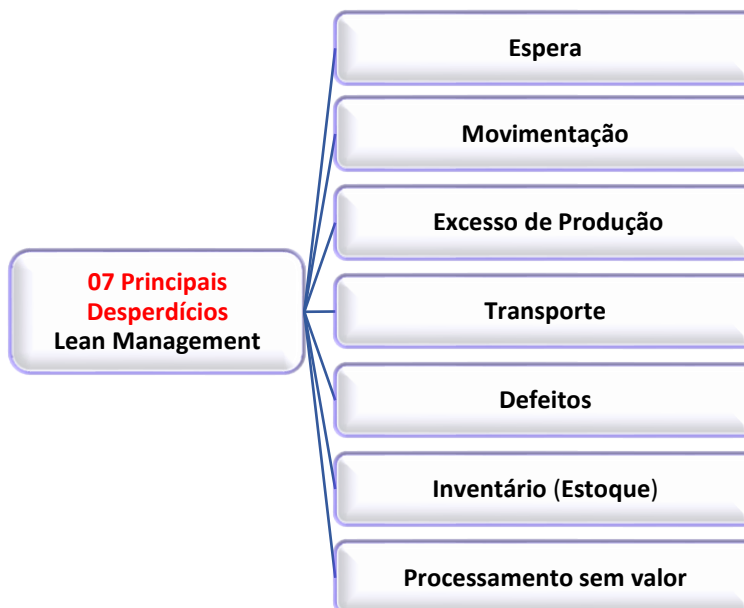 Espera
Movimentação
Excesso de Produção
07 Principais
Desperdícios
Lean Management
Transporte
Defeitos
Inventário (Estoque)
Processamento sem valor